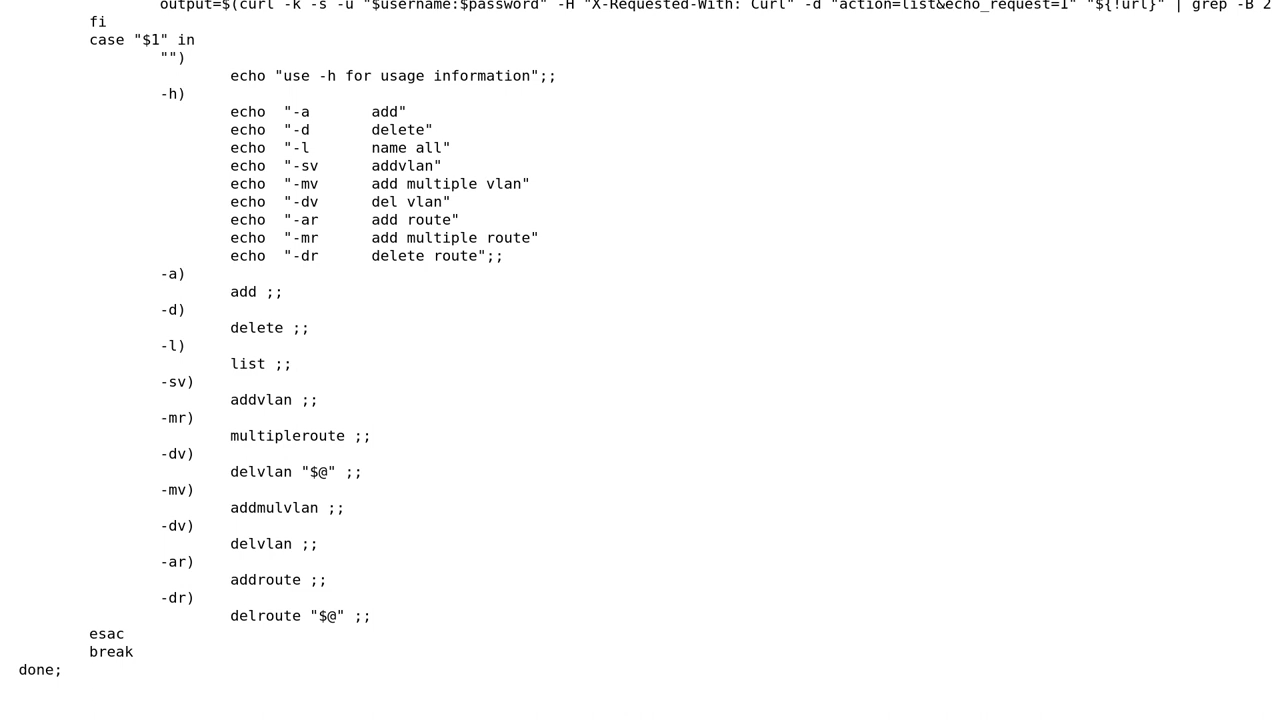 output=$(curl -k -s -u "$username:$password" -H "X-Requested-With: Curl" -d "action=list&echo_request=1" "${!url}" | grep -B 2
fi
case "$1" in
"")
echo "use -h for usage information";;
-h)
echo  "-a       add"
echo  "-d       delete"
echo  "-l       name all"
echo  "-sv      addvlan"
echo  "-mv      add multiple vlan"
echo  "-dv      del vlan"
echo  "-ar      add route"
echo  "-mr      add multiple route"
echo  "-dr      delete route";;
-a)
add ;;
-d)
delete ;;
-l)
list ;;
-sv)
addvlan ;;
-mr)
multipleroute ;;
-dv)
delvlan "$@" ;;
-mv)
addmulvlan ;;
-dv)
delvlan ;;
-ar)
addroute ;;
-dr)
delroute "$@" ;;
esac
break
done;